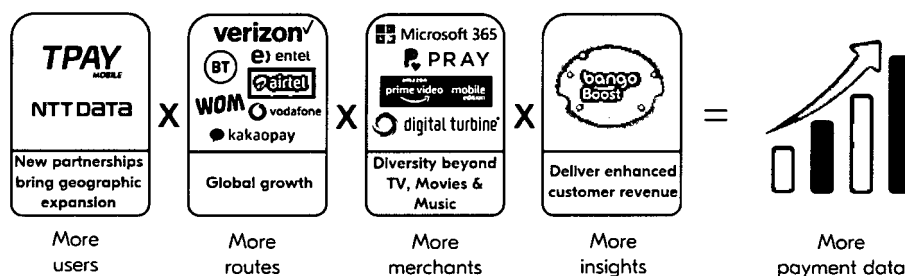 TPAY
MOBILE
NTT DATA
New partnerships
bring geographic
expansion
More
users
X
verizon✓
BT
e) entel
airtel
WOM
vodafone
kakaopay
Global growth
More
routes
X
Microsoft 365
PRAY
amazon
prime video
mobile
edition
digital turbine
Diversity beyond
TV, Movies &
Music
More
merchants
X
bango
Boost
Deliver enhanced
customer revenue
More
insights
=
More
payment data